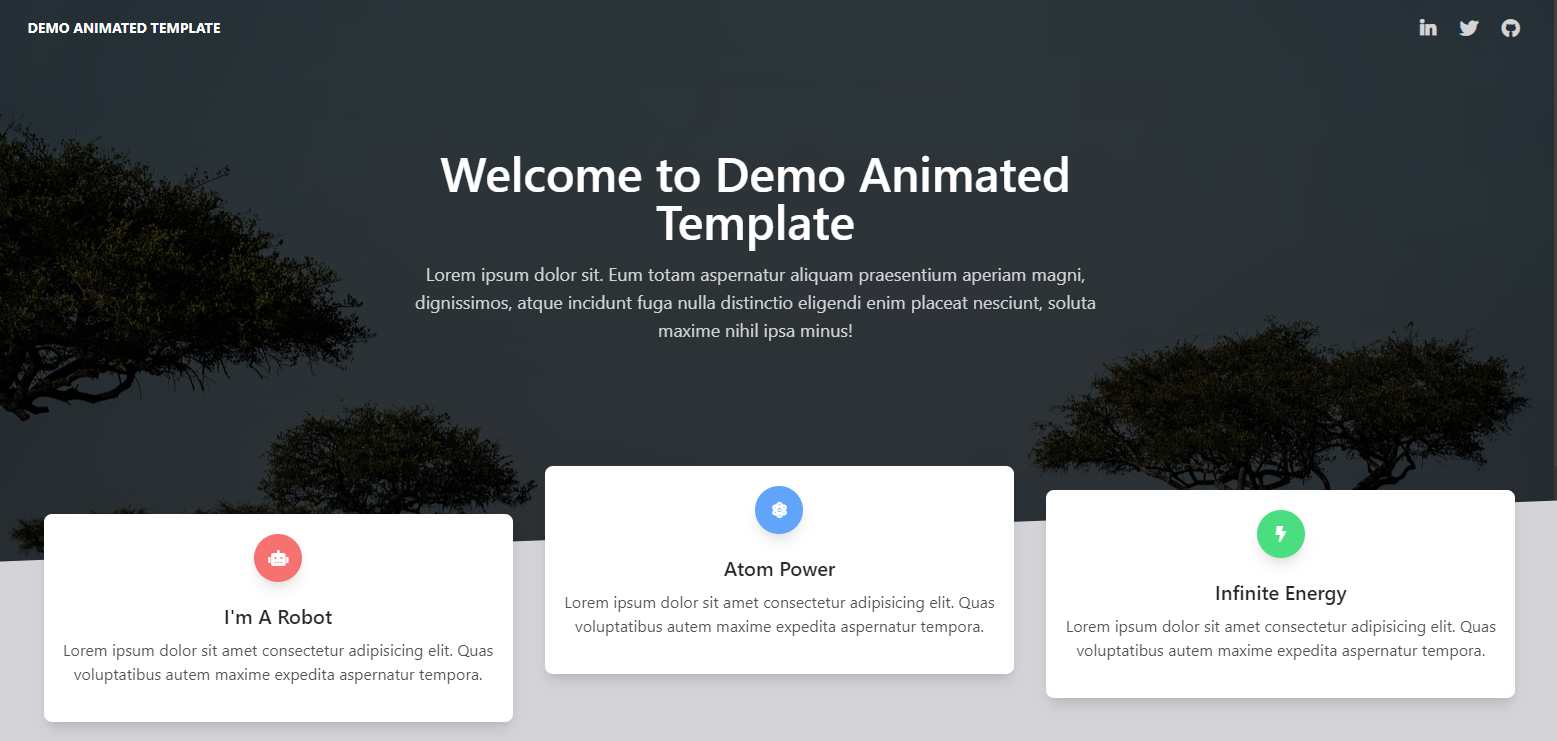 DEMO ANIMATED TEMPLATE
Welcome to Demo Animated
Template
Lorem ipsum dolor sit. Eum totam aspernatur aliquam praesentium aperiam magni,
dignissimos, atque incidunt fuga nulla distinctio eligendi enim placeat nesciunt, soluta
maxime nihil ipsa minus!
I'm A Robot
Lorem ipsum dolor sit amet consectetur adipisicing elit. Quas
voluptatibus autem maxime expedita aspernatur tempora.
Atom Power
Lorem ipsum dolor sit amet consectetur adipisicing elit. Quas
voluptatibus autem maxime expedita aspernatur tempora.
Infinite Energy
Lorem ipsum dolor sit amet consectetur adipisicing elit. Quas
voluptatibus autem maxime expedita aspernatur tempora.